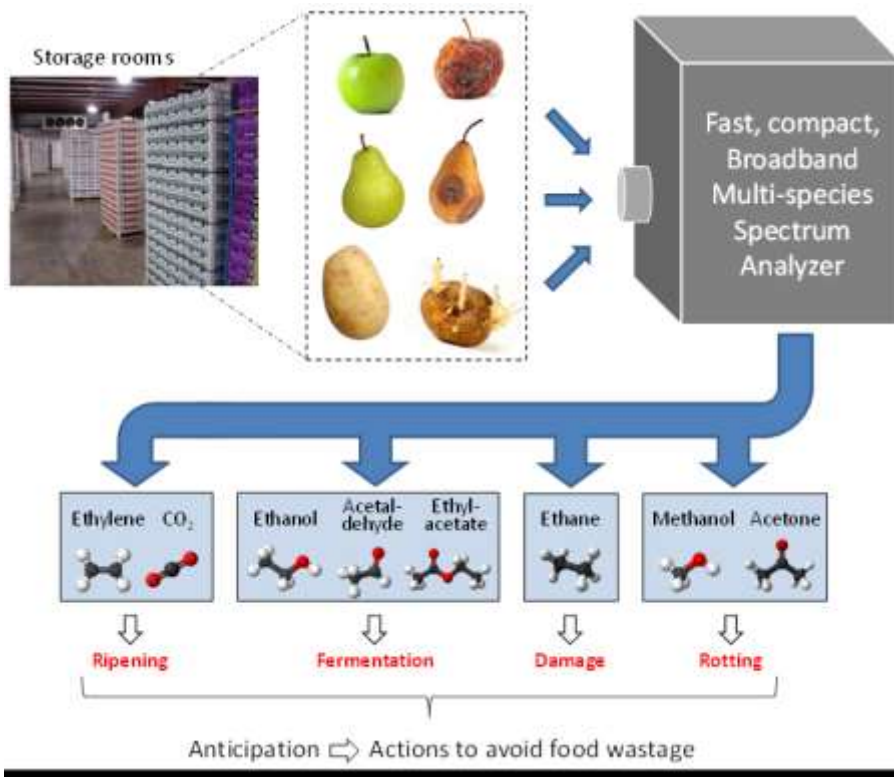 Storage rooms
Fast, compact,
Broadband
Multi-species
Spectrum
Analyzer
Ethylene CO₂
Ethanol
Acetal-
dehyde
Ethyl-
acetate
Ethane
Methanol Acetone
Ripening
Fermentation
Damage
Rotting
Anticipation ⇨ Actions to avoid food wastage